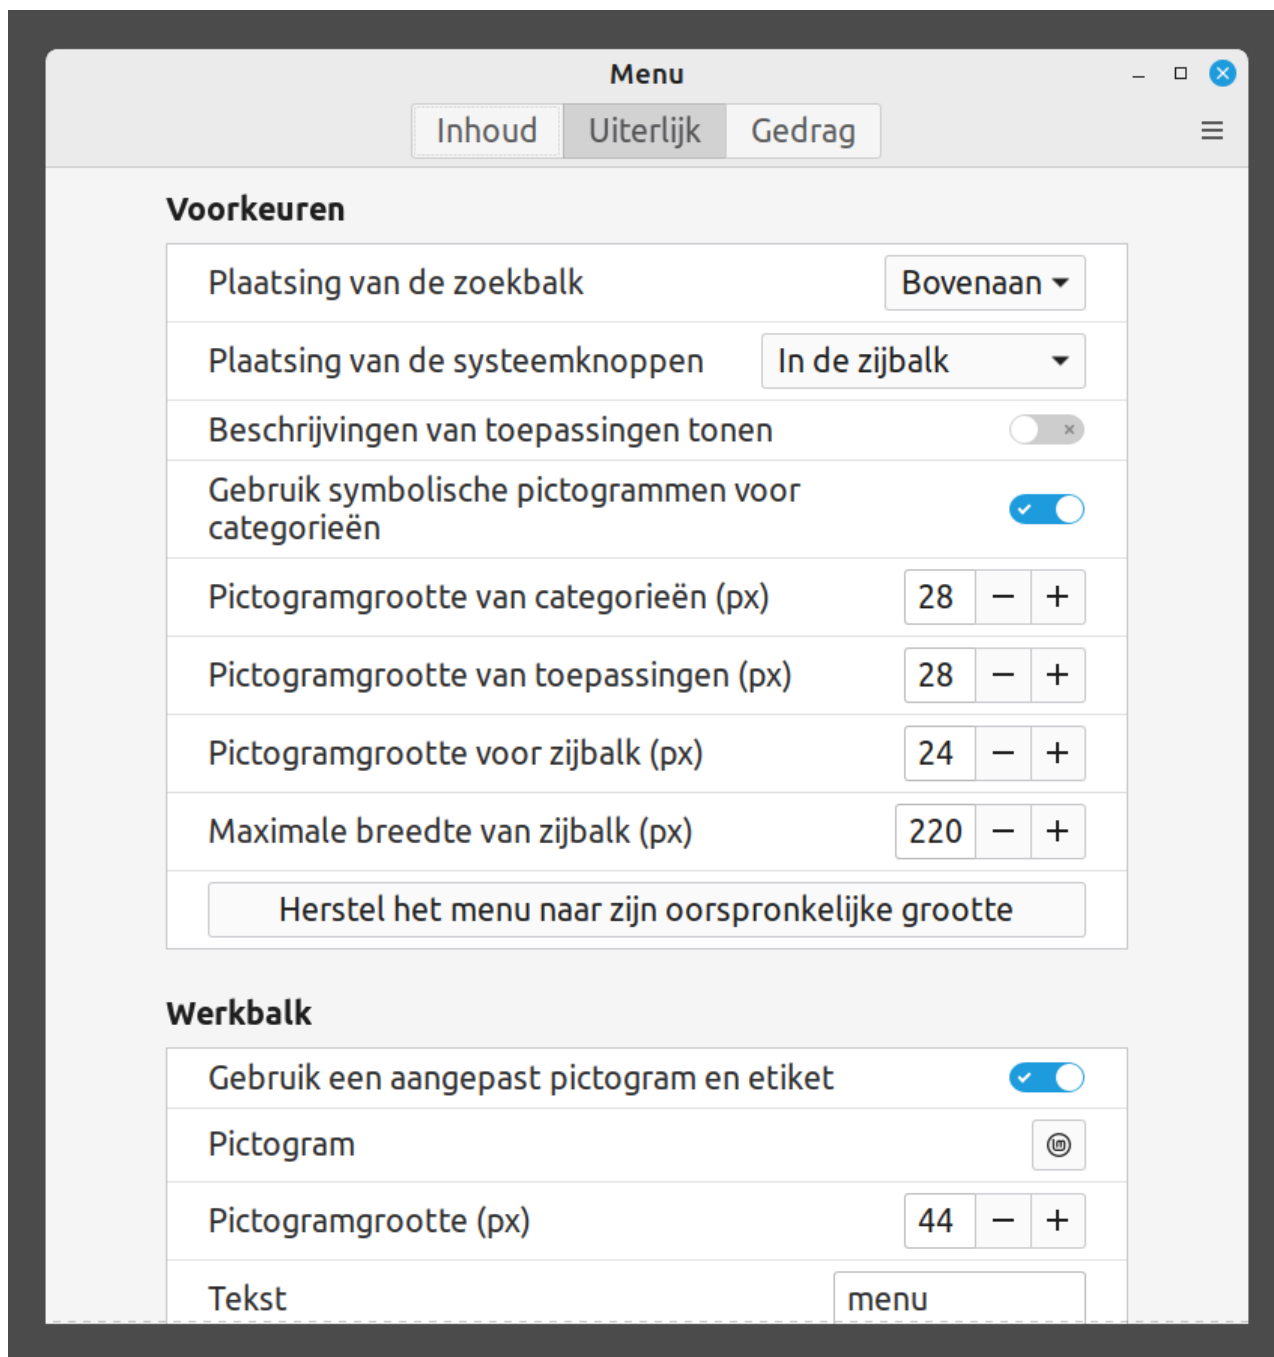 Menu
Inhoud Uiterlijk Gedrag
Voorkeuren
Plaatsing van de zoekbalk Bovenaan
Plaatsing van de systeemknoppen In de zijbalk
Beschrijvingen van toepassingen tonen
Gebruik symbolische pictogrammen voor
categorieën
Pictogramgrootte van categorieën (px) 28 − +
Pictogramgrootte van toepassingen (px) 28 − +
Pictogramgrootte voor zijbalk (px) 24 − +
Maximale breedte van zijbalk (px) 220 − +
Herstel het menu naar zijn oorspronkelijke grootte
Werkbalk
Gebruik een aangepast pictogram en etiket
Pictogram
Pictogramgrootte (px) 44 − +
Tekst menu